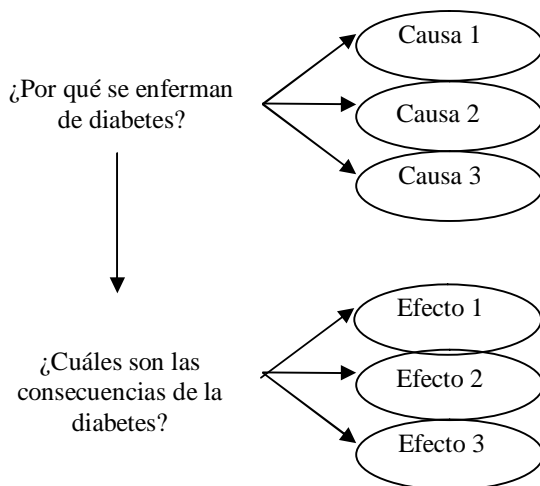 Causa 1
¿Por qué se enferman
de diabetes?
Causa 2
Causa 3
Efecto 1
¿Cuáles son las
consecuencias de la
diabetes?
Efecto 2
Efecto 3